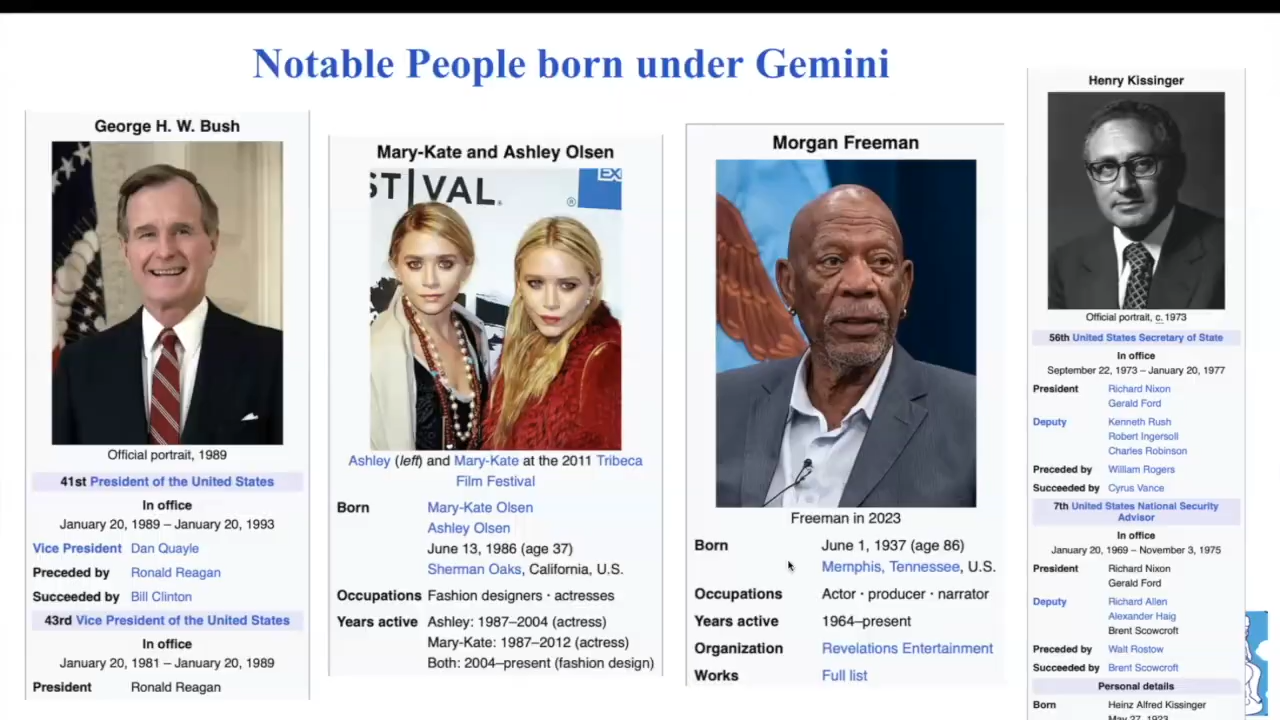 Notable People born under Gemini
George H. W. Bush
Official portrait, 1989
41st President of the United States
In office
January 20, 1989 – January 20, 1993
Vice President Dan Quayle
Preceded by Ronald Reagan
Succeeded by Bill Clinton
43rd Vice President of the United States
In office
January 20, 1981 – January 20, 1989
President Ronald Reagan
Mary-Kate and Ashley Olsen
STIVAL.
®
EX
Ashley (left) and Mary-Kate at the 2011 Tribeca
Film Festival
Born Mary-Kate Olsen
Ashley Olsen
June 13, 1986 (age 37)
Sherman Oaks, California, U.S.
Occupations Fashion designers · actresses
Years active Ashley: 1987–2004 (actress)
Mary-Kate: 1987–2012 (actress)
Both: 2004–present (fashion design)
Morgan Freeman
Freeman in 2023
Born June 1, 1937 (age 86)
Memphis, Tennessee, U.S.
Occupations Actor · producer · narrator
Years active 1964–present
Organization Revelations Entertainment
Works Full list
Henry Kissinger
Official portrait, c. 1973
56th United States Secretary of State
In office
September 22, 1973 – January 20, 1977
President Richard Nixon
Gerald Ford
Deputy Kenneth Rush
Robert Ingersoll
Charles Robinson
Preceded by William Rogers
Succeeded by Cyrus Vance
7th United States National Security
Advisor
In office
January 20, 1969 – November 3, 1975
President Richard Nixon
Gerald Ford
Deputy Richard Allen
Alexander Haig
Brent Scowcroft
Preceded by Walt Rostow
Succeeded by Brent Scowcroft
Personal details
Born Heinz Alfred Kissinger
May 27, 1923